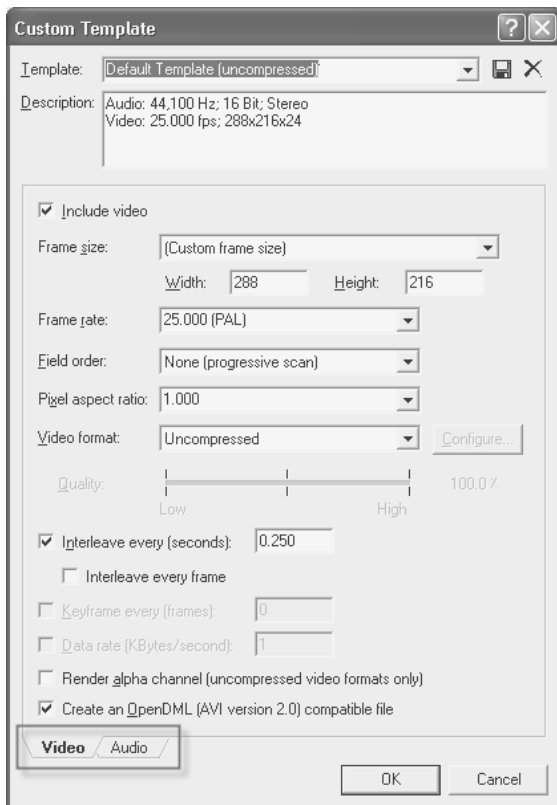 Custom Template
Template: Default Template (uncompressed)
Description: Audio: 44,100 Hz; 16 Bit; Stereo
Video: 25.000 fps; 288x216x24
Include video
Frame size: (Custom frame size)
Width: 288 Height: 216
Frame rate: 25.000 (PAL)
Field order: None (progressive scan)
Pixel aspect ratio: 1.000
Video format: Uncompressed Configure...
Quality: 100.0 %
Low High
Interleave every (seconds): 0.250
Interleave every frame
Keyframe every (frames): 0
Data rate (KBytes/second): 1
Render alpha channel (uncompressed video formats only)
Create an OpenDML (AVI version 2.0) compatible file
Video Audio
OK Cancel